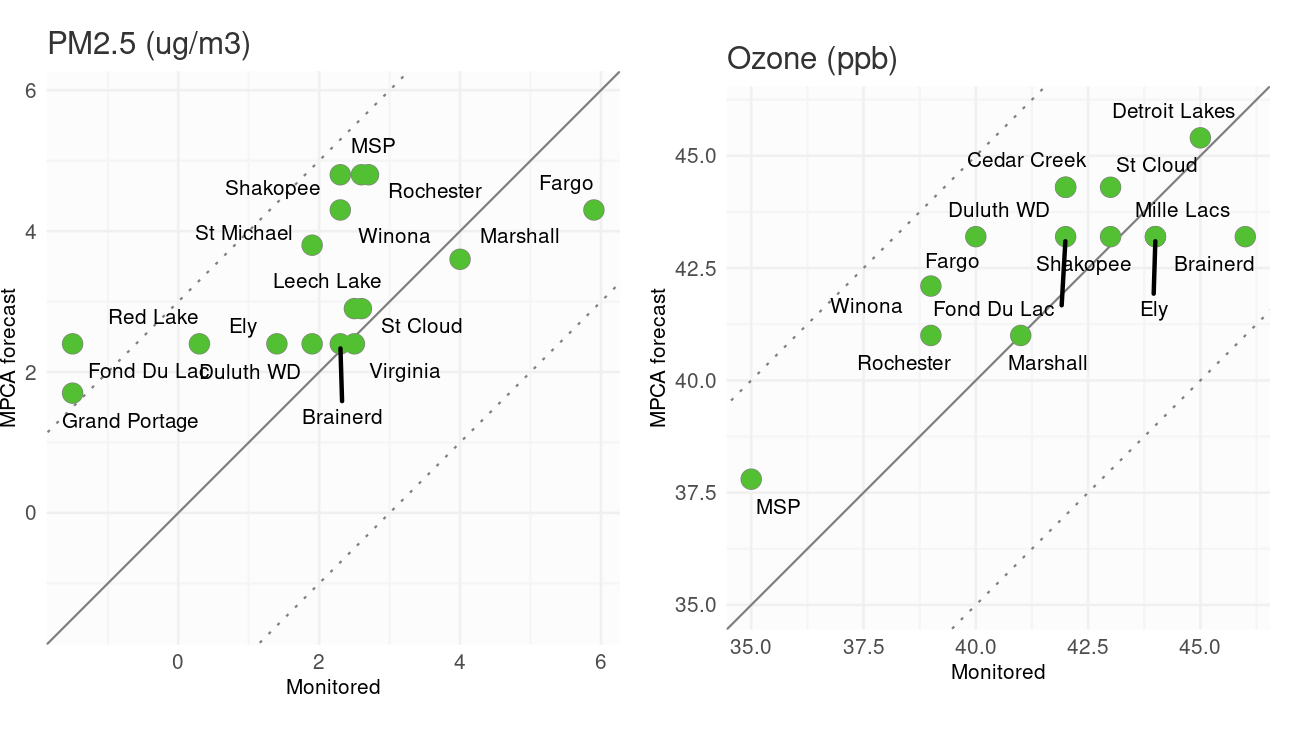 PM2.5 (ug/m3)
6
4
2
0
MPCA forecast
MSP
Shakopee
Rochester
Fargo
St Michael
Winona
Marshall
Leech Lake
Red Lake
Ely
St Cloud
Fond Du Lac
Duluth WD
Virginia
Grand Portage
Brainerd
0
2
4
6
Monitored
Ozone (ppb)
45.0
42.5
40.0
37.5
35.0
MPCA forecast
Detroit Lakes
Cedar Creek
St Cloud
Duluth WD
Mille Lacs
Fargo
Shakopee
Brainerd
Winona
Fond Du Lac
Ely
Rochester
Marshall
MSP
35.0
37.5
40.0
42.5
45.0
Monitored